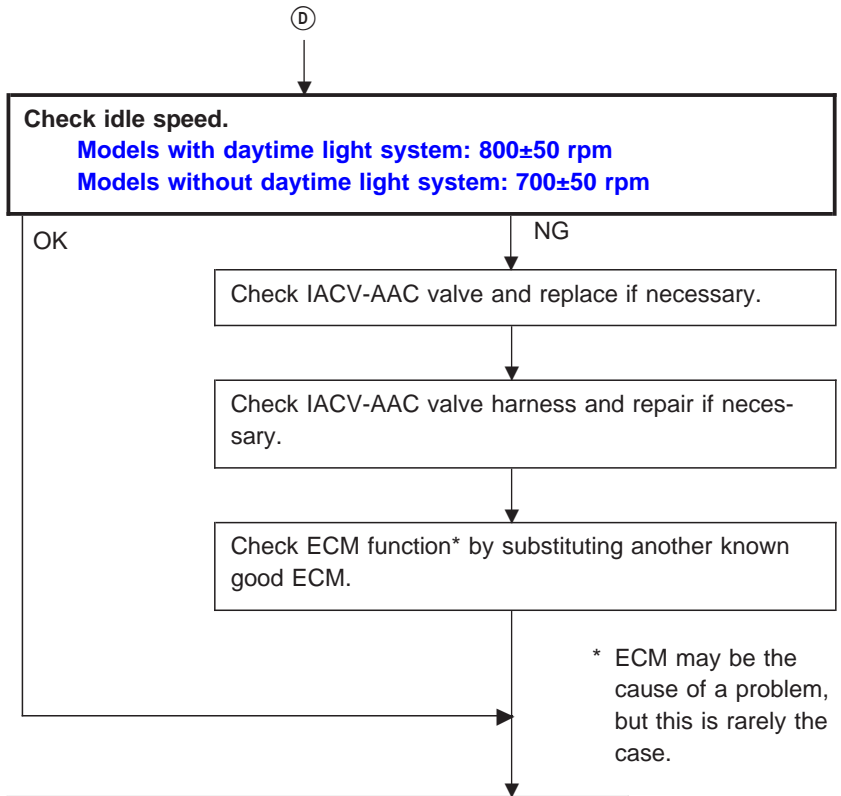 D
Check idle speed.
Models with daytime light system: 800±50 rpm
Models without daytime light system: 700±50 rpm
OK
NG
Check IACV-AAC valve and replace if necessary.
Check IACV-AAC valve harness and repair if neces-
sary.
Check ECM function* by substituting another known
good ECM.
* ECM may be the
cause of a problem,
but this is rarely the
case.